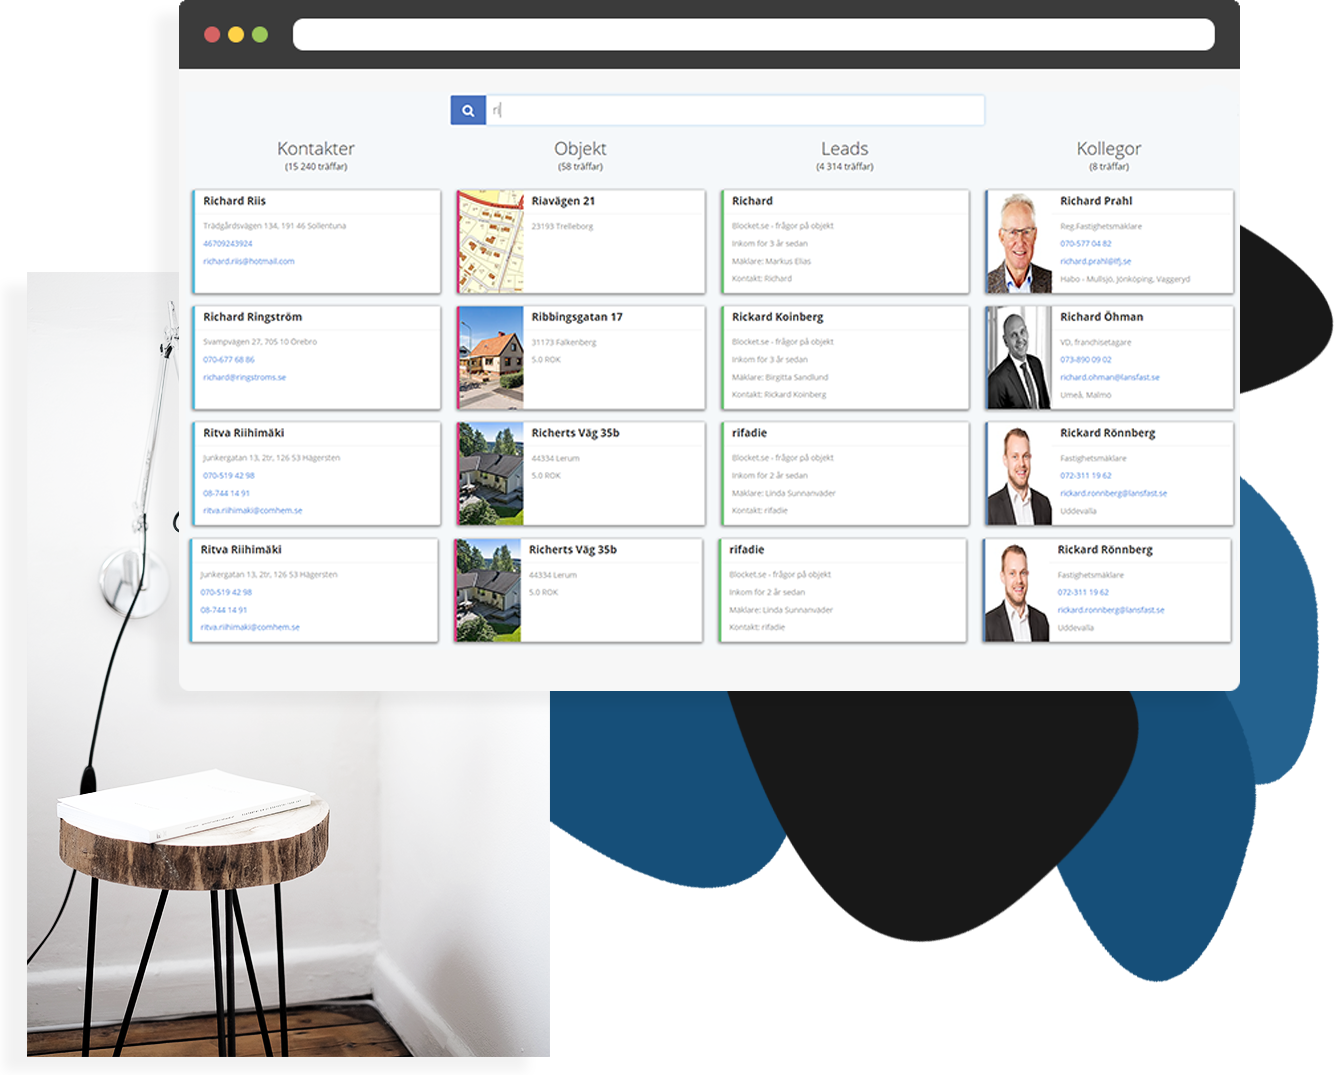 ri
Kontakter
(15 240 träffar)
Richard Riis
Trädgårdsvägen 134, 191 46 Sollentuna
46709243924
richard.riis@hotmail.com
Richard Ringström
Svampvägen 27, 705 10 Örebro
070-677 68 86
richard@ringstroms.se
Ritva Riihimäki
Junkergatan 13, 2tr, 126 53 Hägersten
070-519 42 98
08-744 14 91
ritva.riihimaki@comhem.se
Ritva Riihimäki
Junkergatan 13, 2tr, 126 53 Hägersten
070-519 42 98
08-744 14 91
ritva.riihimaki@comhem.se
Objekt
(58 träffar)
Riavägen 21
23193 Trelleborg
Ribbingsgatan 17
31173 Falkenberg
5.0 ROK
Richerts Väg 35b
44334 Lerum
5.0 ROK
Richerts Väg 35b
44334 Lerum
5.0 ROK
Leads
(4 314 träffar)
Richard
Blocket.se - frågor på objekt
Inkom för 3 år sedan
Mäklare: Markus Elias
Kontakt: Richard
Rickard Koinberg
Blocket.se - frågor på objekt
Inkom för 3 år sedan
Mäklare: Birgitta Sandlund
Kontakt: Rickard Koinberg
rifadie
Blocket.se - frågor på objekt
Inkom för 2 år sedan
Mäklare: Linda Sunnanväder
Kontakt: rifadie
rifadie
Blocket.se - frågor på objekt
Inkom för 2 år sedan
Mäklare: Linda Sunnanväder
Kontakt: rifadie
Kollegor
(8 träffar)
Richard Prahl
Reg.Fastighetsmäklare
070-577 04 82
richard.prahl@lfj.se
Habo - Mullsjö, Jönköping, Vaggeryd
Richard Öhman
VD, franchisetagare
073-890 09 02
richard.ohman@lansfast.se
Umeå, Malmö
Rickard Rönnberg
Fastighetsmäklare
072-311 19 62
rickard.ronnberg@lansfast.se
Uddevalla
Rickard Rönnberg
Fastighetsmäklare
072-311 19 62
rickard.ronnberg@lansfast.se
Uddevalla